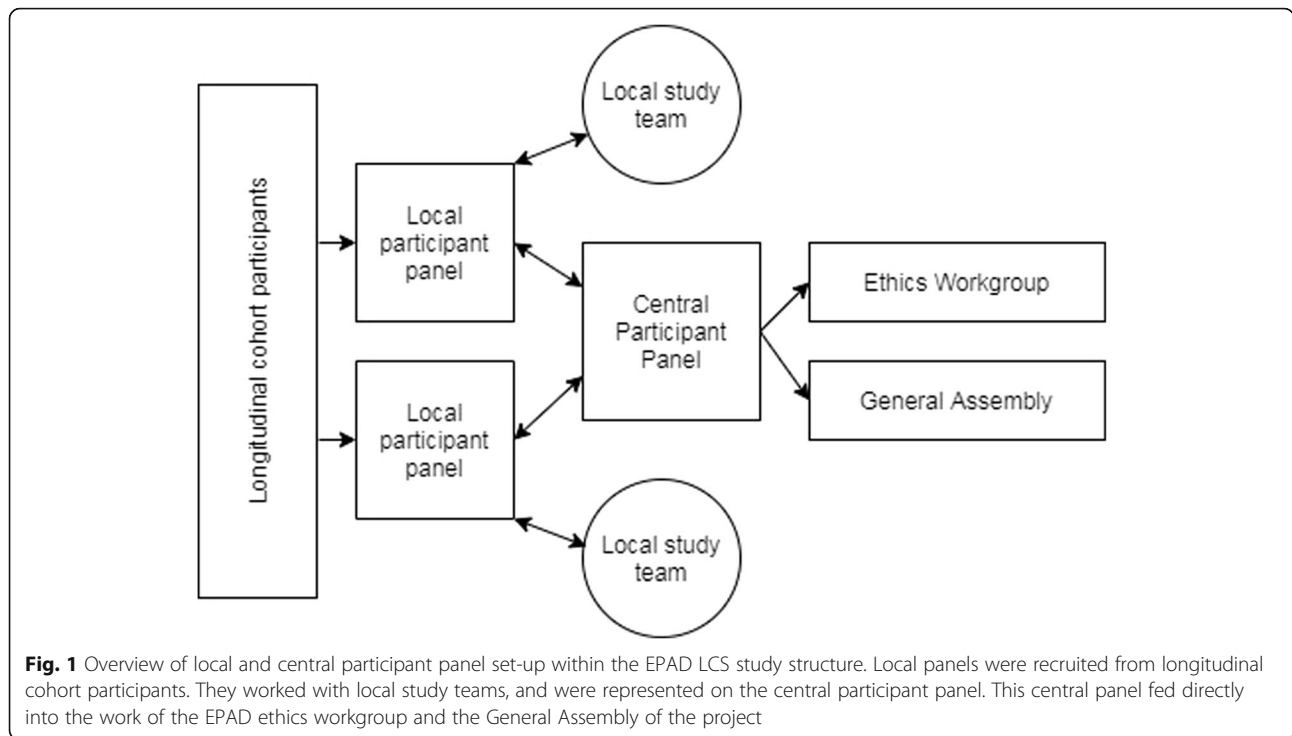 Longitudinal cohort participants
Local
participant
panel
Local
participant
panel
Local study
team
Central
Participant
Panel
Local study
team
Ethics Workgroup
General Assembly
Fig. 1 Overview of local and central participant panel set-up within the EPAD LCS study structure. Local panels were recruited from longitudinal
cohort participants. They worked with local study teams, and were represented on the central participant panel. This central panel fed directly
into the work of the EPAD ethics workgroup and the General Assembly of the project